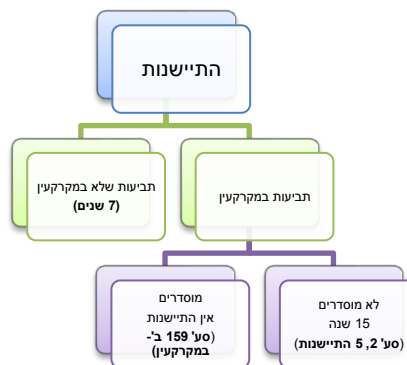 התיישנות
תביעות במקרקעין
תביעות שלא במקרקעין
(7 שנים)
לא מוסדרים
15 שנה
(סע' 2, 5 התיישנות)
מוסדרים
אין התיישנות
(סע' 159 ב'-
במקרקעין)